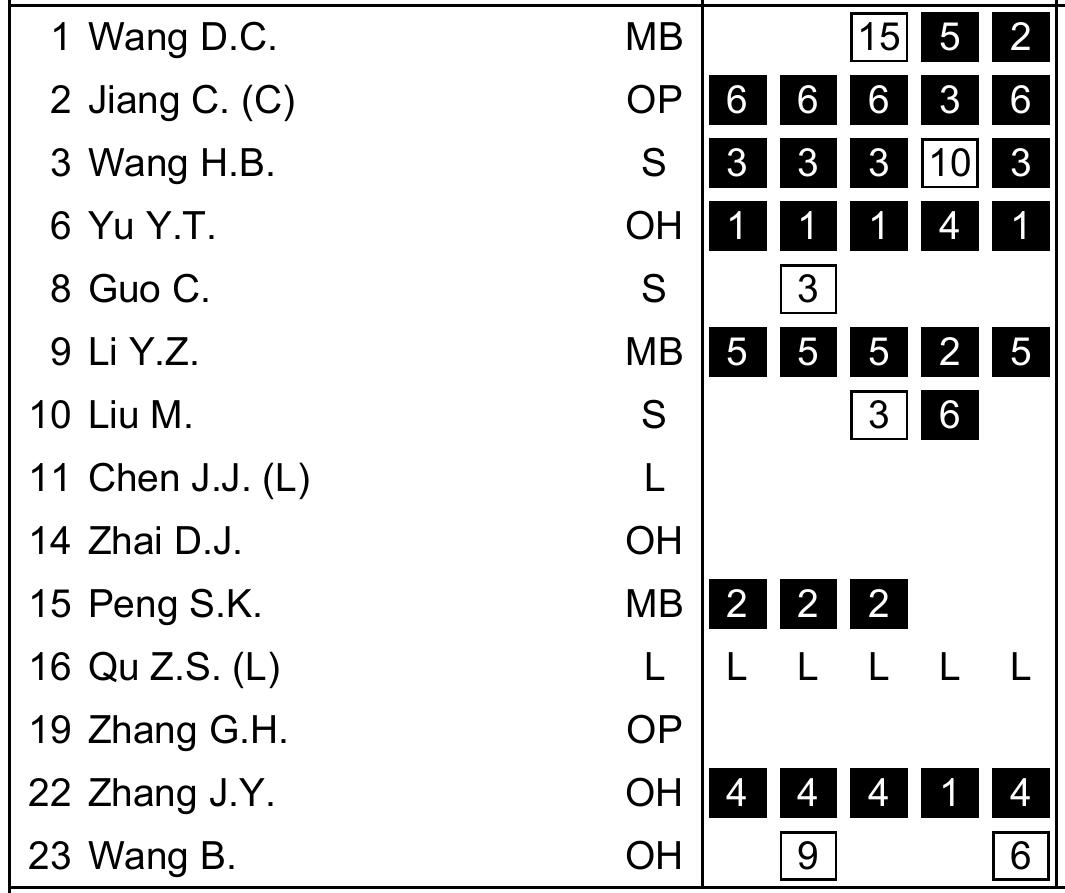 1 Wang D.C. MB 15 5 2
2 Jiang C. (C) OP 6 6 6 3 6
3 Wang H.B. S 3 3 3 10 3
6 Yu Y.T. OH 1 1 1 4 1
8 Guo C. S 3
9 Li Y.Z. MB 5 5 5 2 5
10 Liu M. S 3 6
11 Chen J.J. (L) L
14 Zhai D.J. OH
15 Peng S.K. MB 2 2 2
16 Qu Z.S. (L) L L L L L L
19 Zhang G.H. OP
22 Zhang J.Y. OH 4 4 4 1 4
23 Wang B. OH 9 6